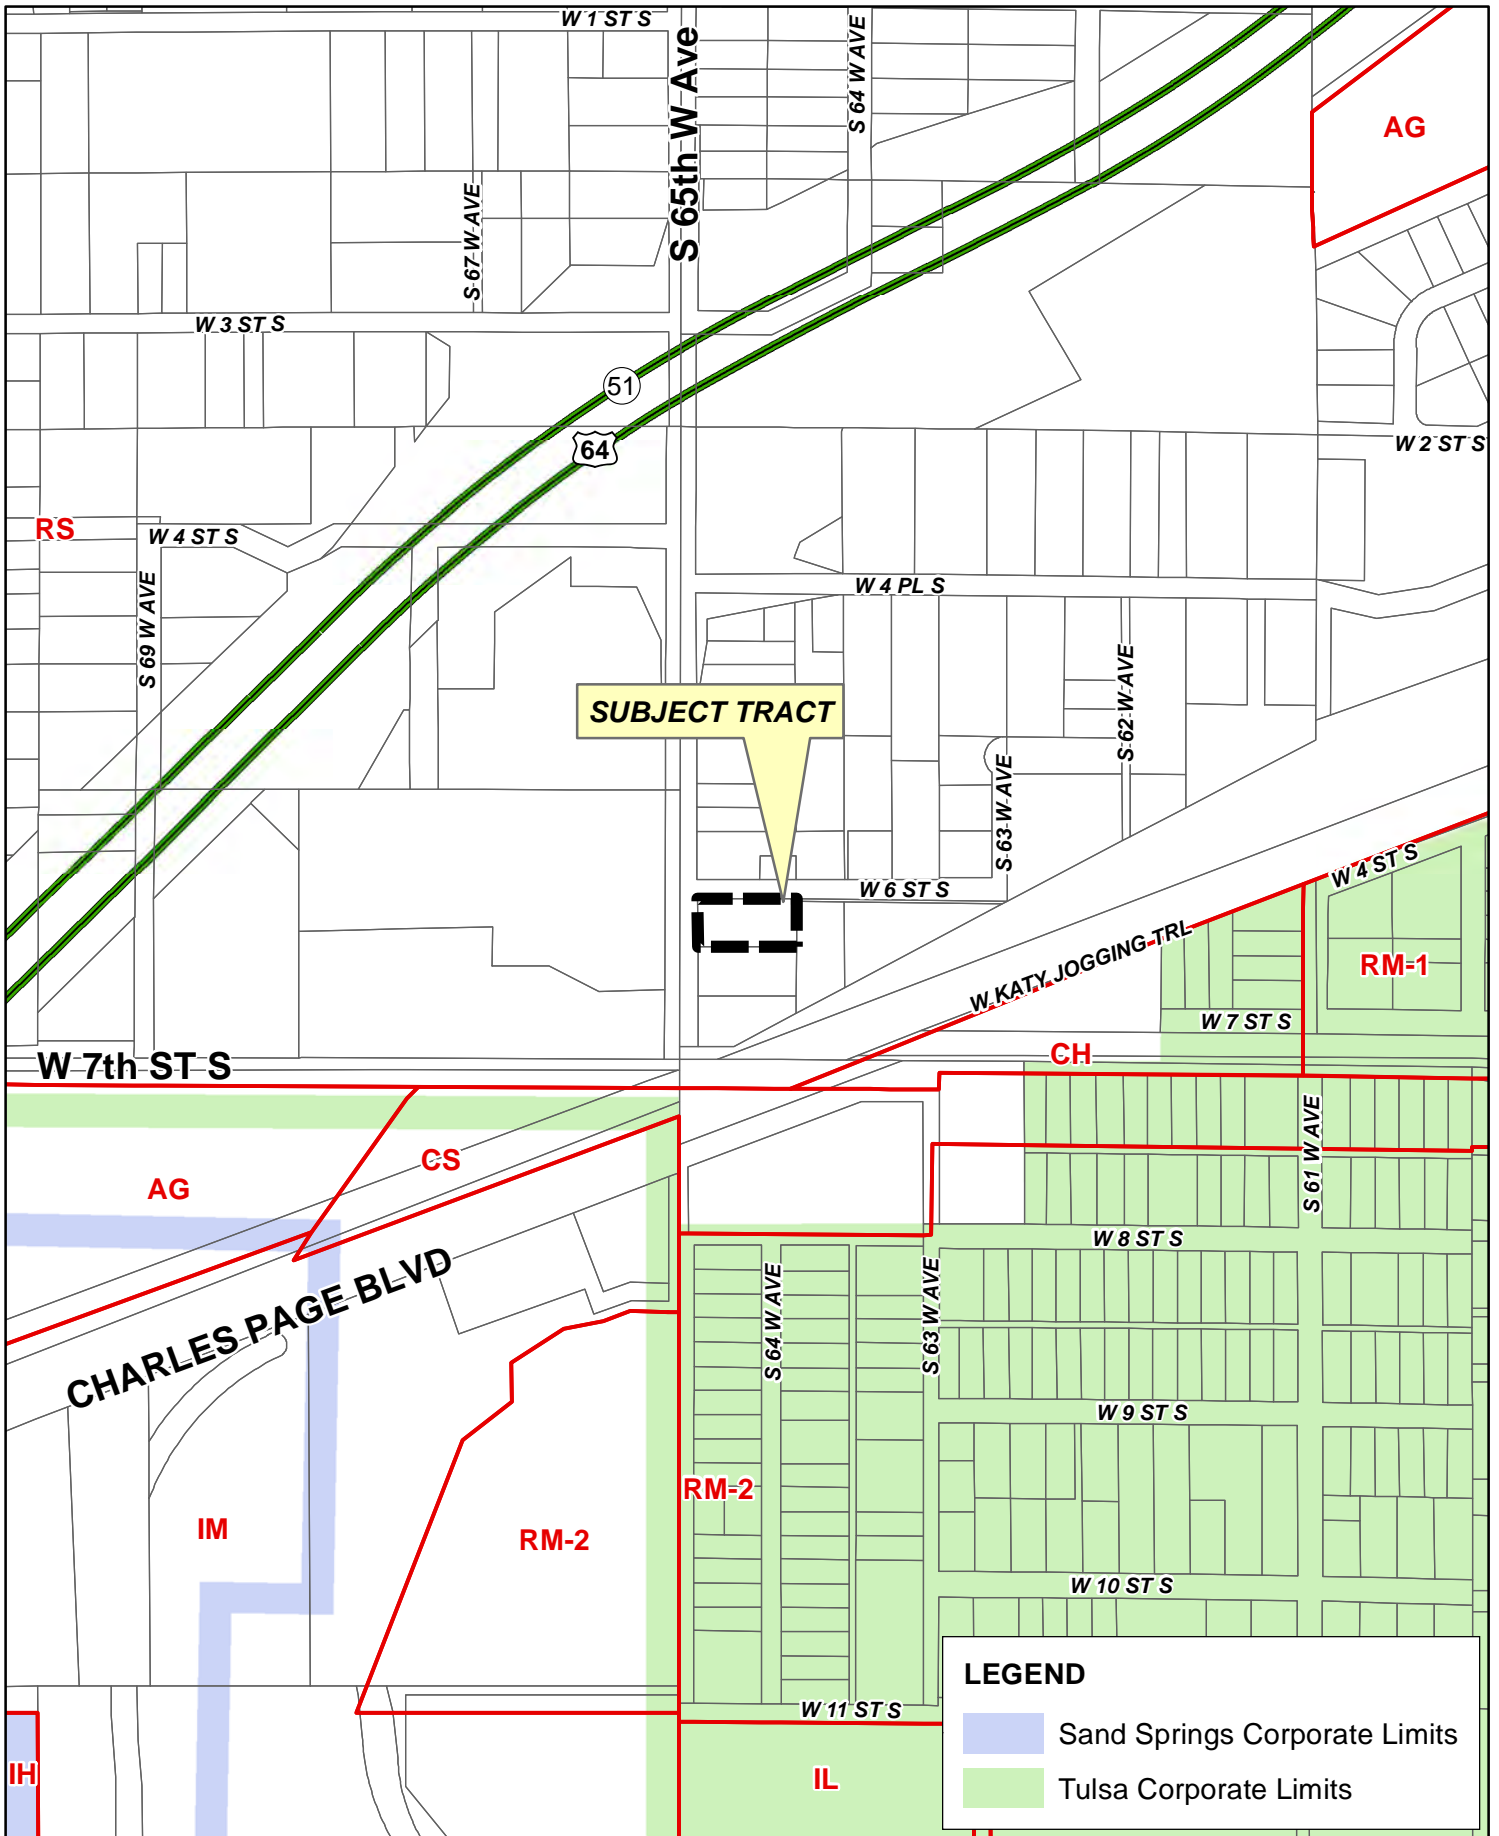 W 1 ST S
S 65th W Ave
S 64 W AVE
AG
S 67 W AVE
W 3 ST S
51
64
W 2 ST S
RS
W 4 ST S
S 69 W AVE
W 4 PL S
S 62 W AVE
SUBJECT TRACT
S 63 W AVE
W 6 ST S
W 4 ST S
W KATY JOGGING TRL
RM-1
W 7 ST S
W 7th ST S
CH
S 61 W AVE
CS
AG
W 8 ST S
CHARLES PAGE BLVD
S 64 W AVE
S 63 W AVE
W 9 ST S
RM-2
IM
RM-2
W 10 ST S
W 11 ST S
IH
IL
LEGEND
Sand Springs Corporate Limits
Tulsa Corporate Limits